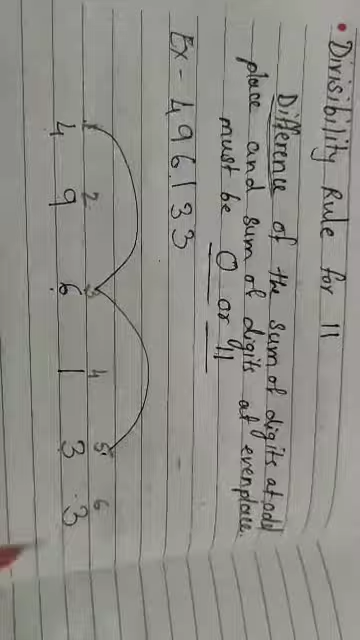 • Divisibility Rule for 11
Difference of the sum of digits at odd
place and sum of digits at even place.
must be 0 or 11
Ex - 496133
1 2 3 4 5 6
4 9 6 1 3 3